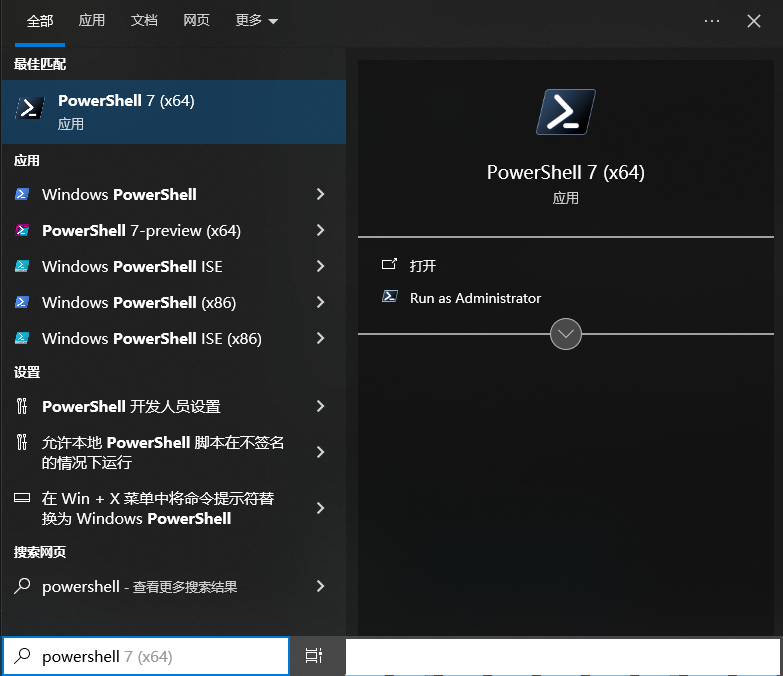 全部 应用 文档 网页 更多
最佳匹配
PowerShell 7 (x64)
应用
应用
Windows PowerShell
PowerShell 7-preview (x64)
Windows PowerShell ISE
Windows PowerShell (x86)
Windows PowerShell ISE (x86)
设置
PowerShell 开发人员设置
允许本地 PowerShell 脚本在不签名
的情况下运行
在 Win + X 菜单中将命令提示符替
换为 Windows PowerShell
搜索网页
powershell - 查看更多搜索结果
powershell 7 (x64)
PowerShell 7 (x64)
应用
打开
Run as Administrator